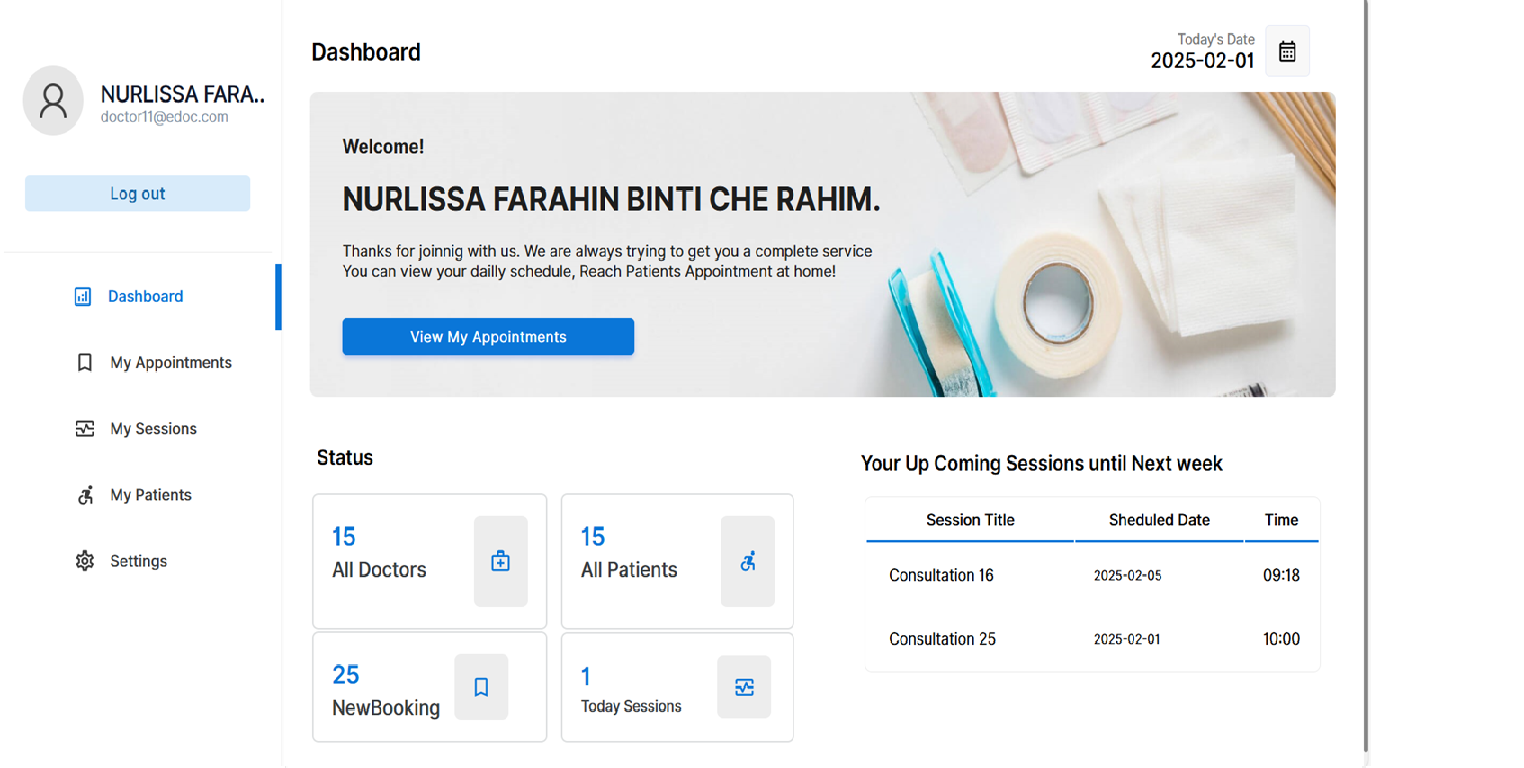 NURLISSA FARA..
doctor11@edoc.com
Log out
Dashboard
My Appointments
My Sessions
My Patients
Settings
Dashboard
Today's Date
2025-02-01
Welcome!
NURLISSA FARAHIN BINTI CHE RAHIM.
Thanks for joinnig with us. We are always trying to get you a complete service
You can view your dailly schedule, Reach Patients Appointment at home!
View My Appointments
Status
15
All Doctors
15
All Patients
25
NewBooking
1
Today Sessions
Your Up Coming Sessions until Next week
Session Title Sheduled Date Time
Consultation 16 2025-02-05 09:18
Consultation 25 2025-02-01 10:00